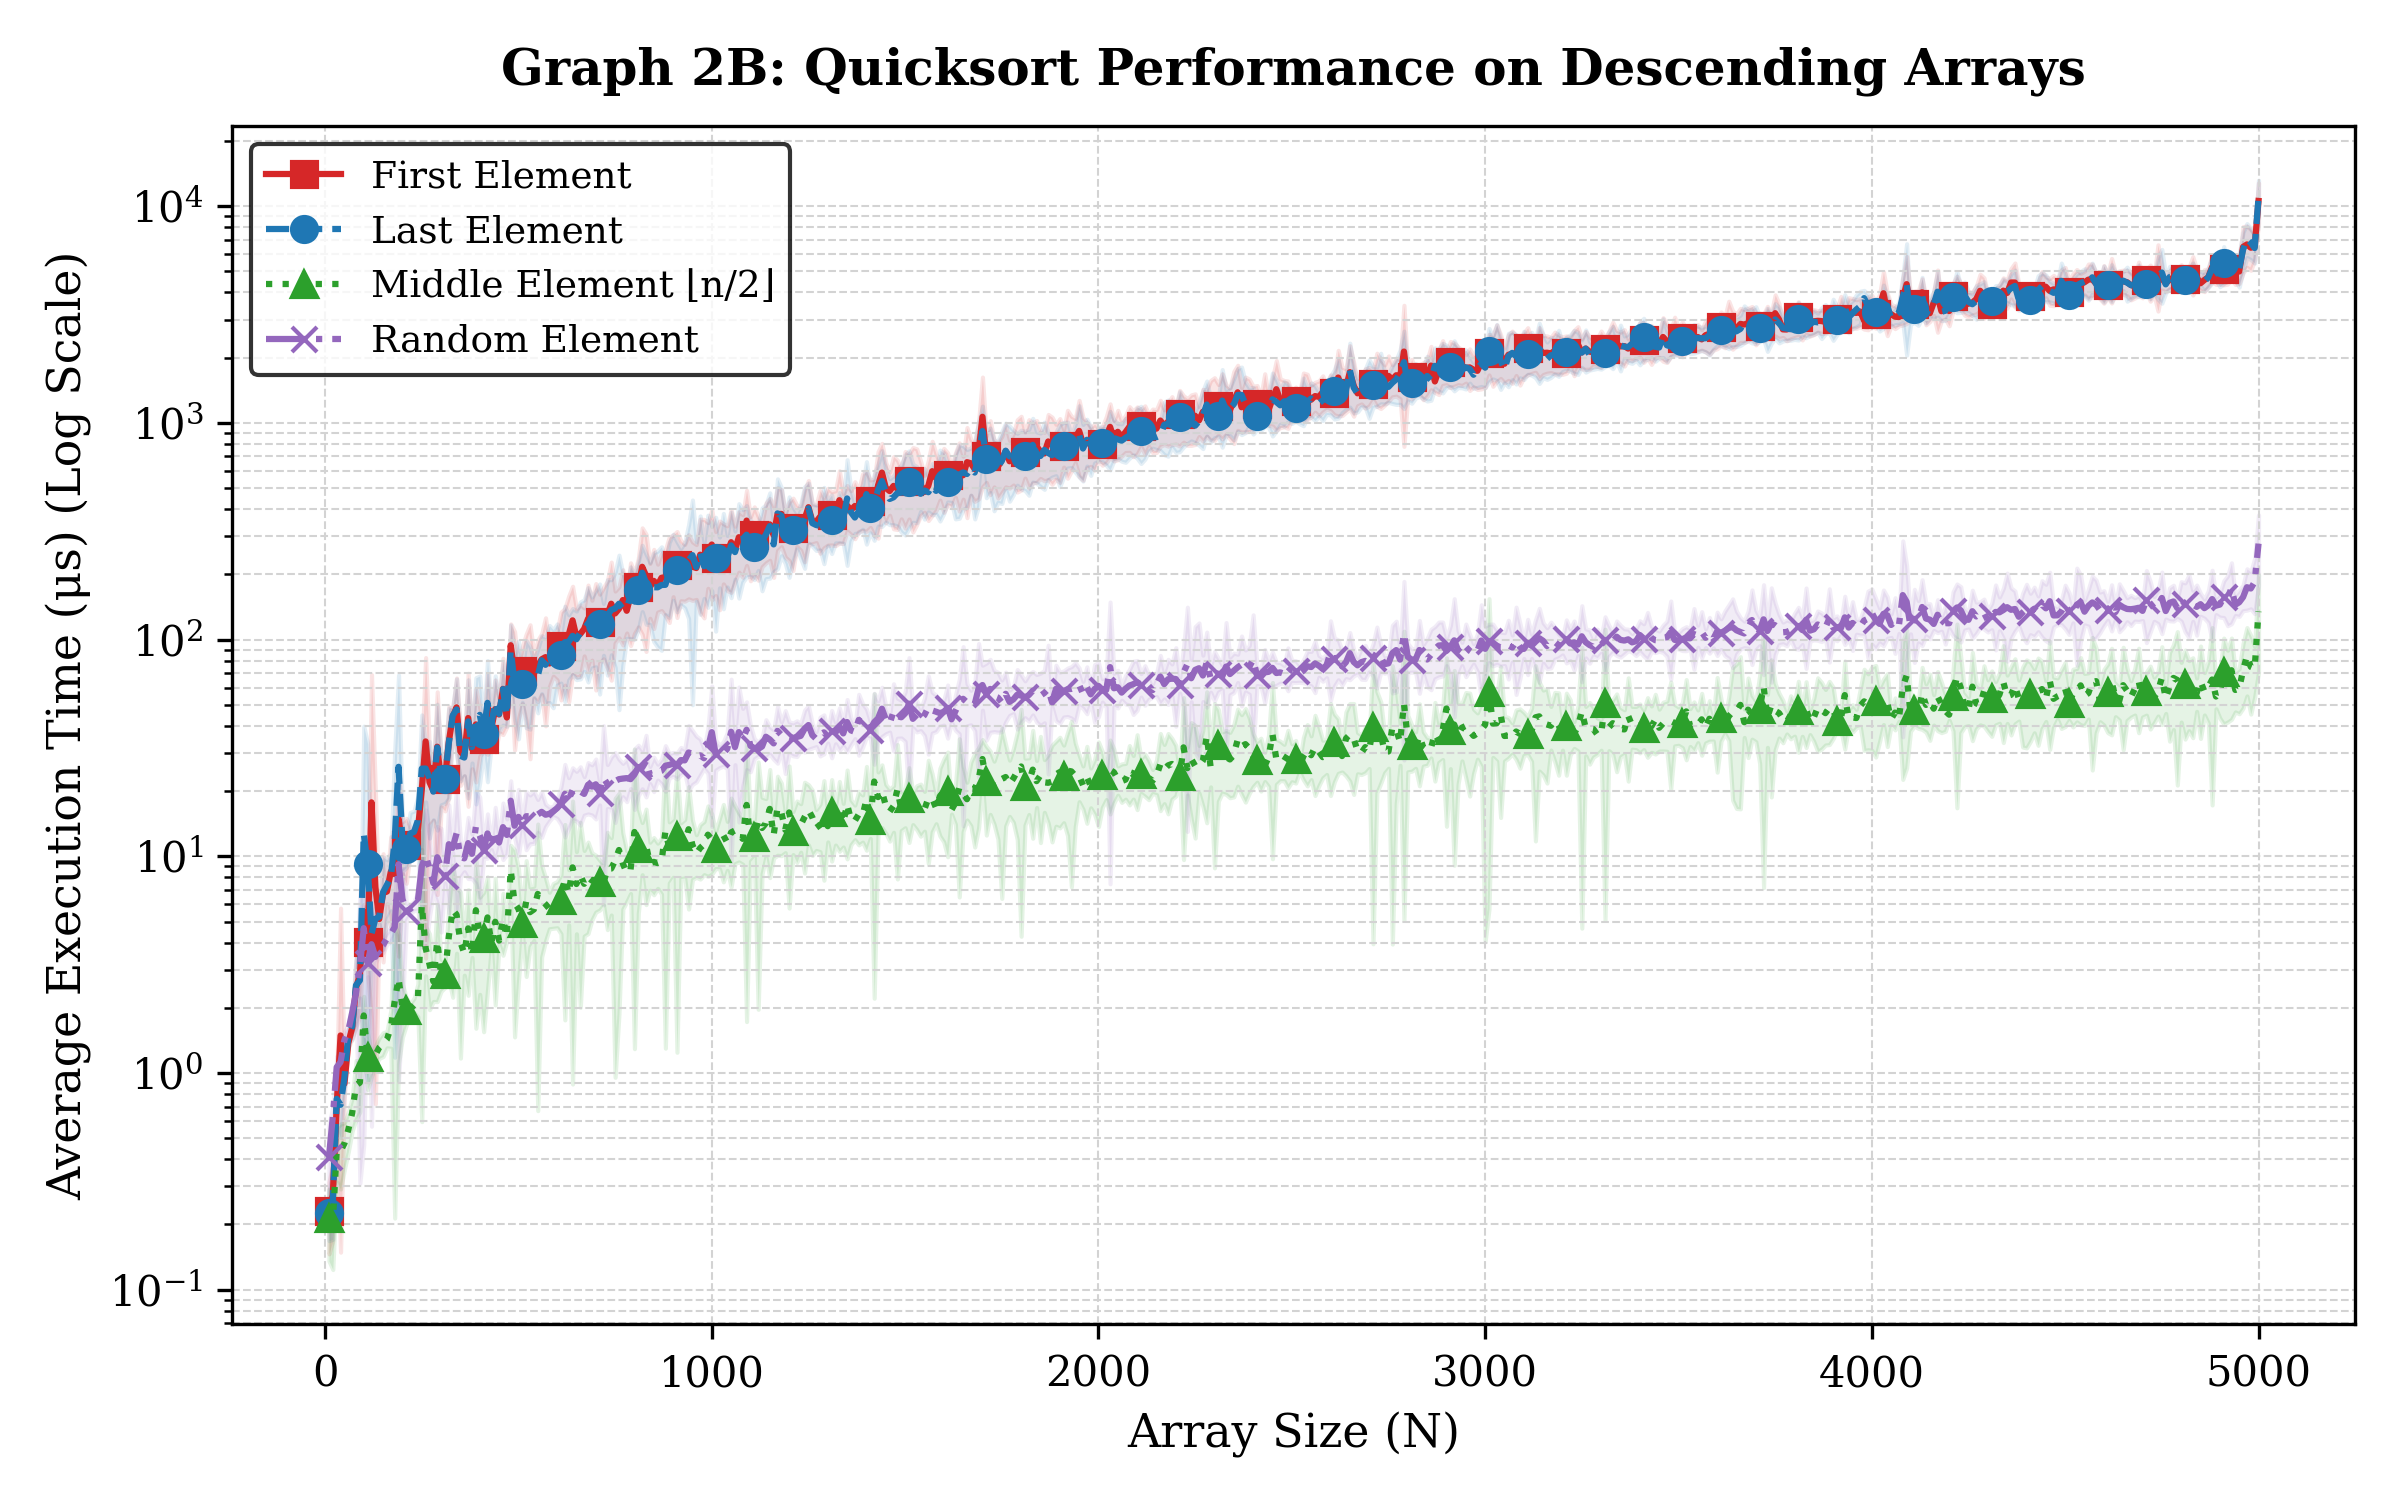 Graph 2B: Quicksort Performance on Descending Arrays
First Element
Last Element
Middle Element ⌊n/2⌋
Random Element
Average Execution Time (μs) (Log Scale)
10⁴
10³
10²
10¹
10⁰
10⁻¹
0 1000 2000 3000 4000 5000
Array Size (N)